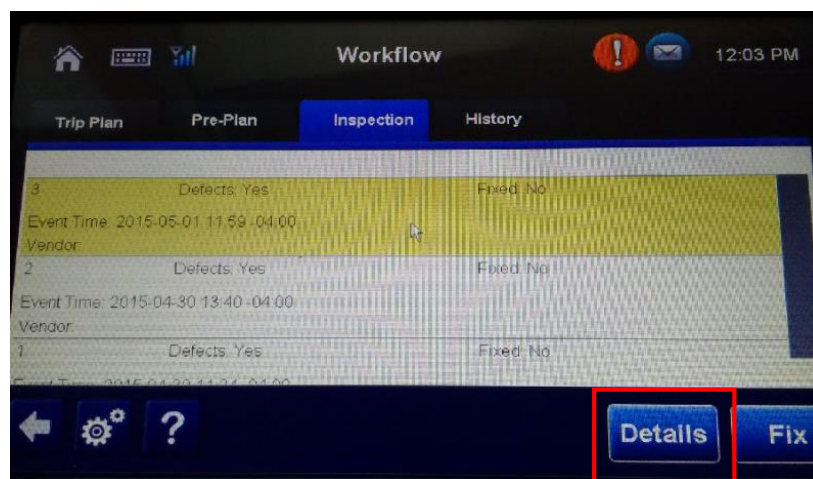 Workflow
12:03 PM
Trip Plan Pre-Plan Inspection History
3 Defects: Yes Fixed: No
Event Time: 2015-05-01 11:59 -04:00
Vendor:
2 Defects: Yes Fixed: No
Event Time: 2015-04-30 13:40 -04:00
Vendor:
1 Defects: Yes Fixed: No
? Details Fix